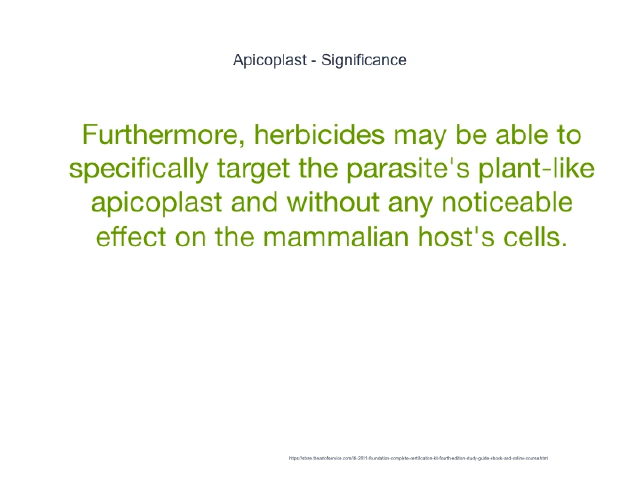 Apicoplast - Significance
Furthermore, herbicides may be able to
specifically target the parasite's plant-like
apicoplast and without any noticeable
effect on the mammalian host's cells.